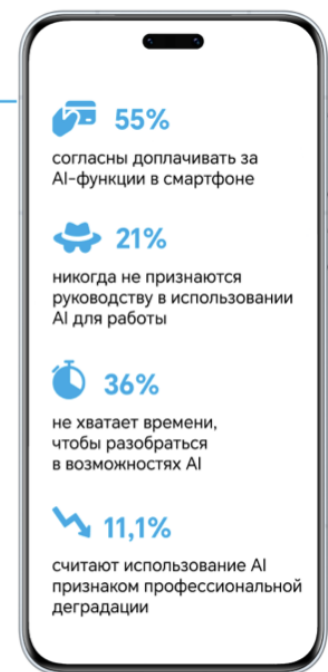 55%
согласны доплачивать за
AI-функции в смартфоне
21%
никогда не признаются
руководству в использовании
AI для работы
36%
не хватает времени,
чтобы разобраться
в возможностях AI
11,1%
считают использование AI
признаком профессиональной
деградации